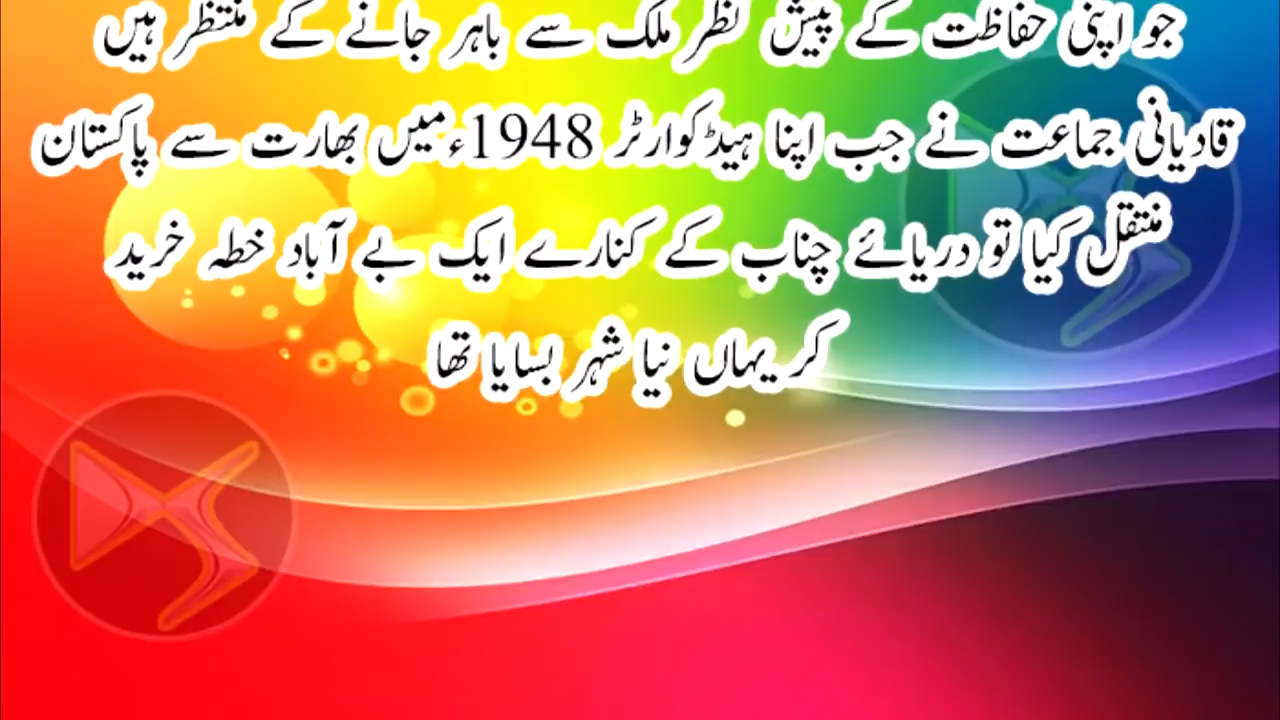 جو اپنی حفاظت کے پیش نظر ملک سے باہر جانے کے منتظر ہیں
قادیانی جماعت نے جب اپنا ہیڈکوارٹر 1948ءمیں بھارت سے پاکستان
منتقل کیا تو دریائے چناب کے کنارے ایک بے آباد خطہ خرید
کر یہاں نیا شہر بسایا تھا